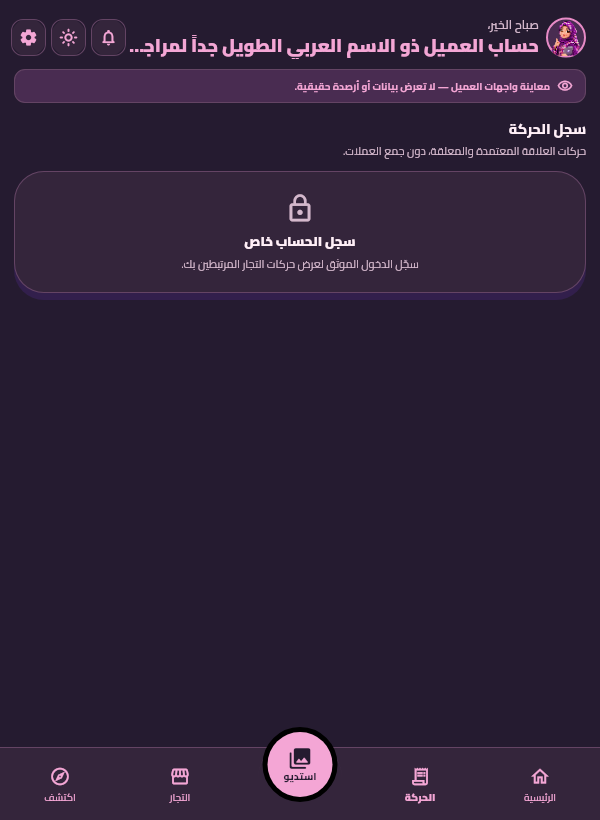 صباح الخير،
حساب العميل ذو الاسم العربي الطويل جداً لمراجـ...
معاينة واجهات العميل — لا تعرض بيانات أو أرصدة حقيقية.
سجل الحركة
حركات العلاقة المعتمدة والمعلقة، دون جمع العملات.
سجل الحساب خاص
سجّل الدخول الموثق لعرض حركات التجار المرتبطين بك.
الرئيسية
الحركة
استديو
التجار
اكتشف